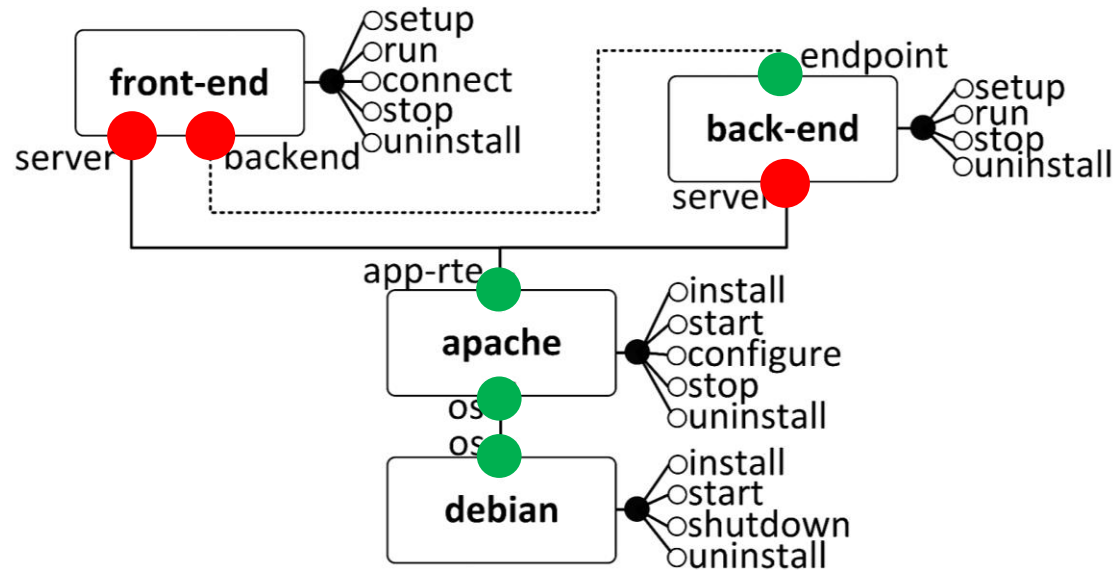 front-end
setup
run
connect
stop
uninstall
server
backend
endpoint
back-end
setup
run
stop
uninstall
server
app-rte
apache
install
start
configure
stop
uninstall
os
os
debian
install
start
shutdown
uninstall